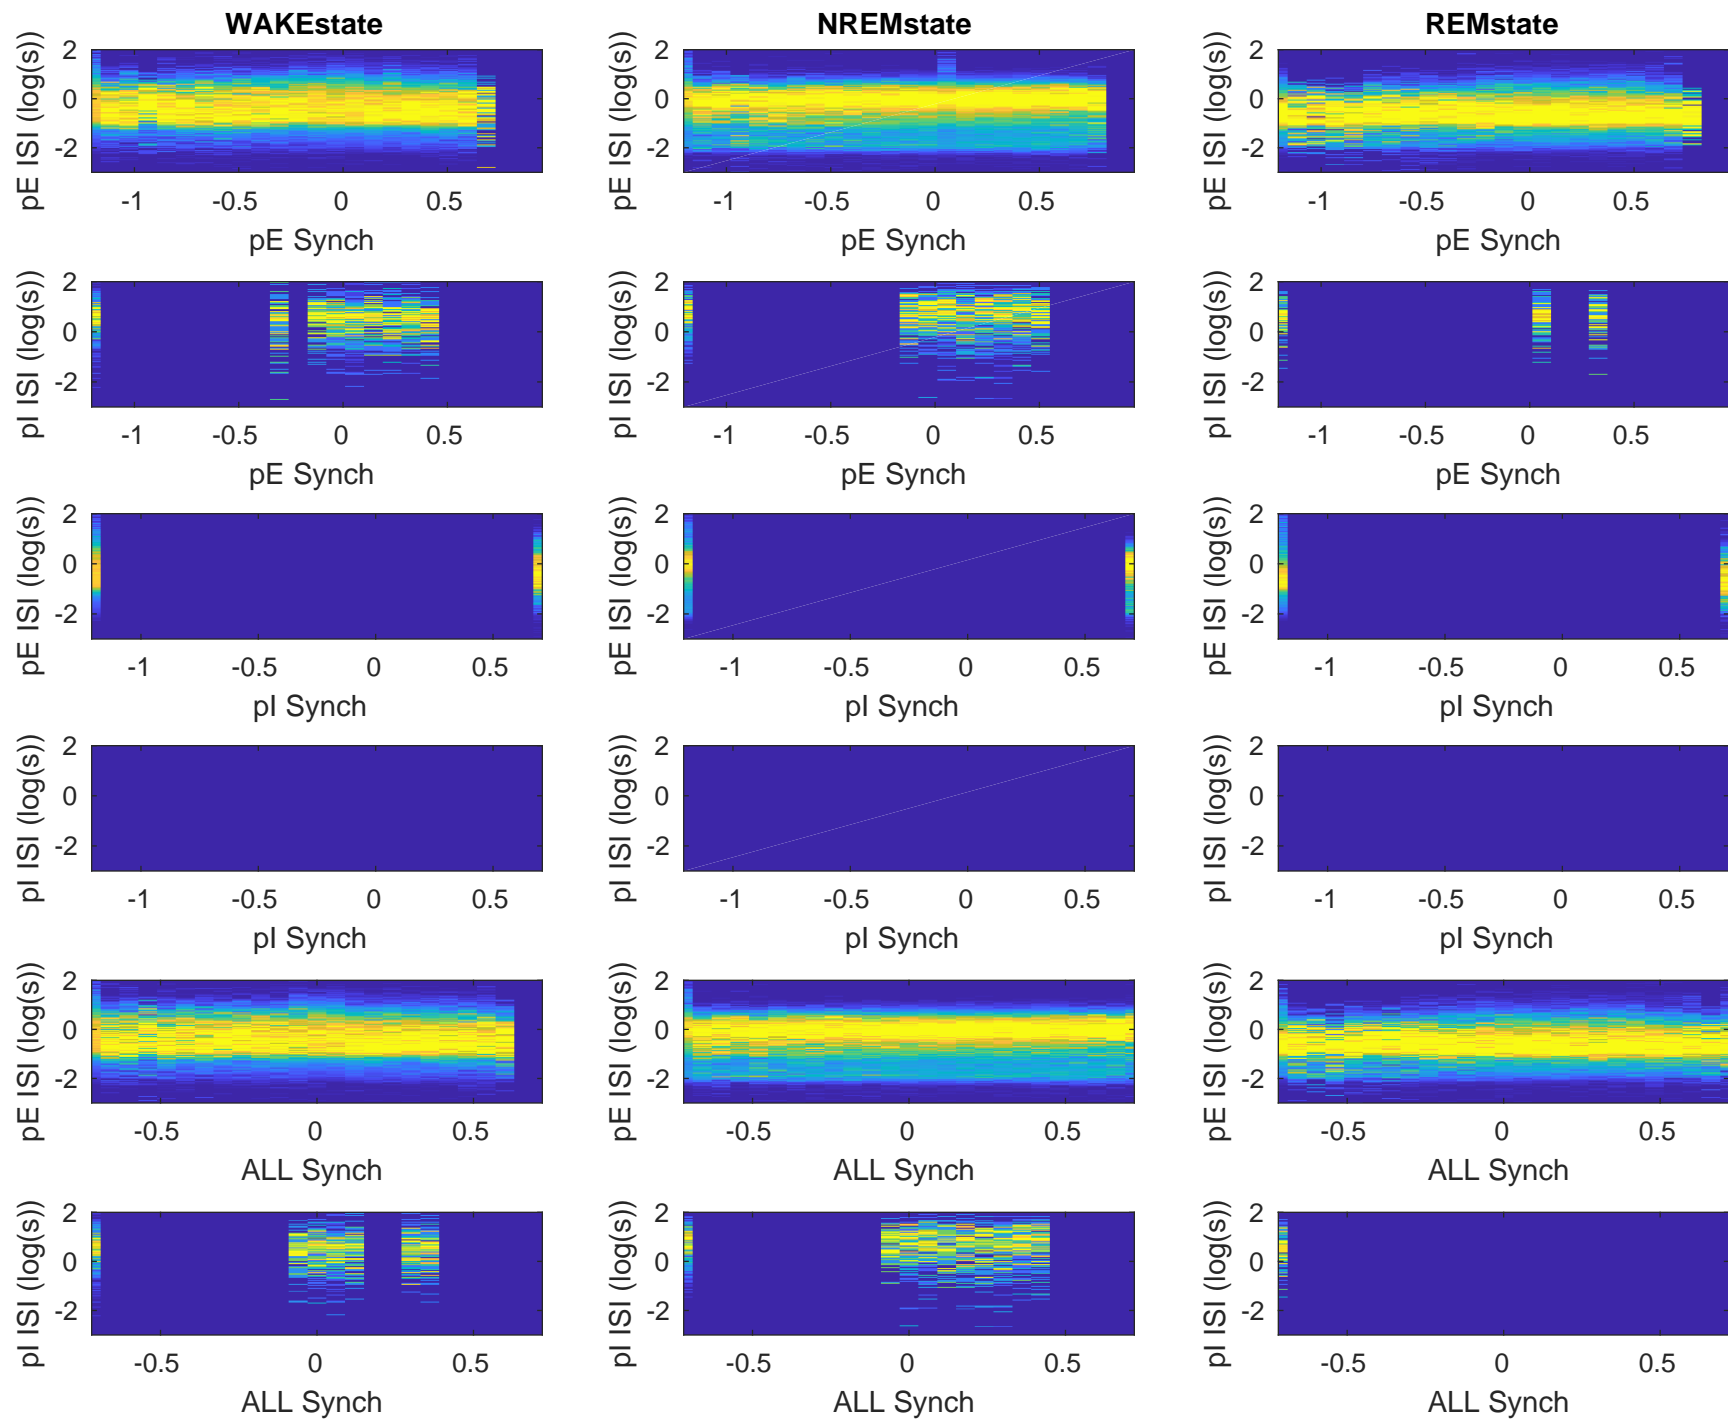 WAKEstate NREMstate REMstate
pE ISI (log(s)) 2 0 -2 pE ISI (log(s)) 2 0 -2 pE ISI (log(s)) 2 0 -2
-1 -0.5 0 0.5 -1 -0.5 0 0.5 -1 -0.5 0 0.5
pE Synch pE Synch pE Synch
pI ISI (log(s)) 2 0 -2 pI ISI (log(s)) 2 0 -2 pI ISI (log(s)) 2 0 -2
-1 -0.5 0 0.5 -1 -0.5 0 0.5 -1 -0.5 0 0.5
pE Synch pE Synch pE Synch
pE ISI (log(s)) 2 0 -2 pE ISI (log(s)) 2 0 -2 pE ISI (log(s)) 2 0 -2
-1 -0.5 0 0.5 -1 -0.5 0 0.5 -1 -0.5 0 0.5
pI Synch pI Synch pI Synch
pI ISI (log(s)) 2 0 -2 pI ISI (log(s)) 2 0 -2 pI ISI (log(s)) 2 0 -2
-1 -0.5 0 0.5 -1 -0.5 0 0.5 -1 -0.5 0 0.5
pI Synch pI Synch pI Synch
pE ISI (log(s)) 2 0 -2 pE ISI (log(s)) 2 0 -2 pE ISI (log(s)) 2 0 -2
-0.5 0 0.5 -0.5 0 0.5 -0.5 0 0.5
ALL Synch ALL Synch ALL Synch
pI ISI (log(s)) 2 0 -2 pI ISI (log(s)) 2 0 -2 pI ISI (log(s)) 2 0 -2
-0.5 0 0.5 -0.5 0 0.5 -0.5 0 0.5
ALL Synch ALL Synch ALL Synch